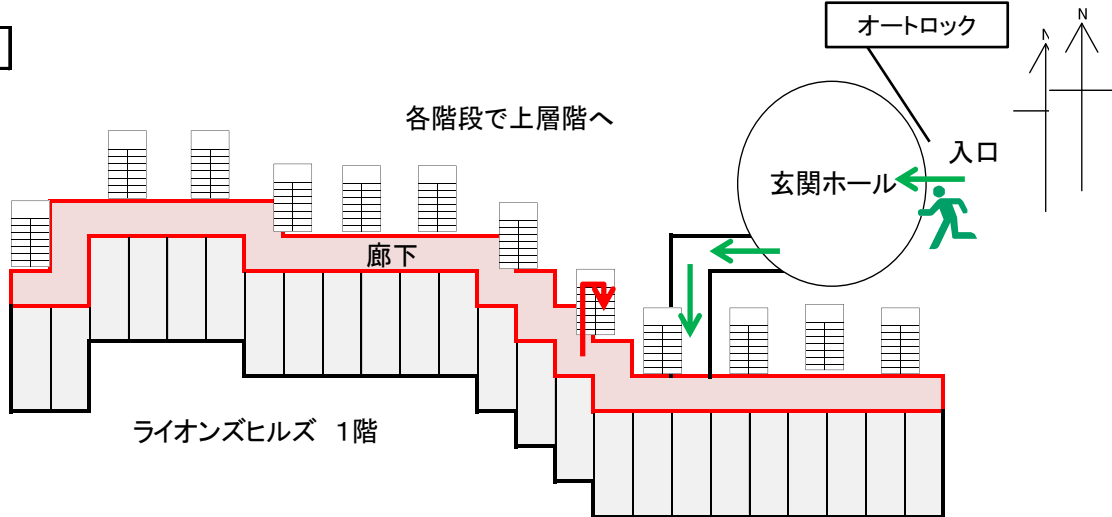 オートロック
N
N
各階段で上層階へ
入口
玄関ホール
廊下
ライオンズヒルズ 1階